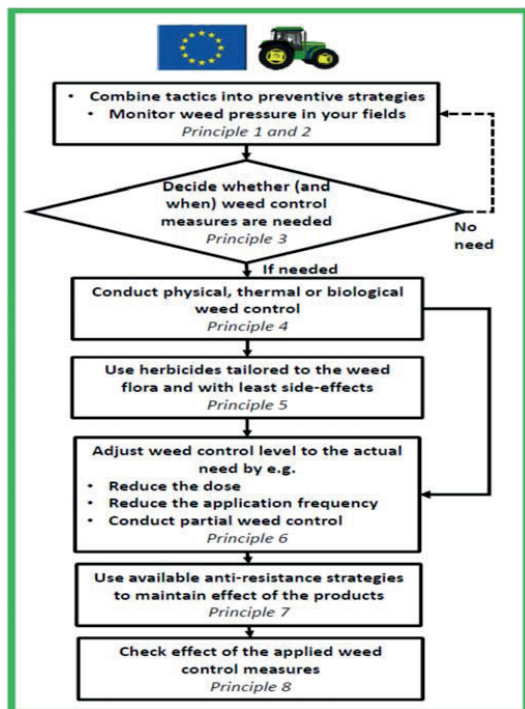 • Combine tactics into preventive strategies
• Monitor weed pressure in your fields
Principle 1 and 2
Decide whether (and
when) weed control
measures are needed
Principle 3
No
need
If needed
Conduct physical, thermal or biological
weed control
Principle 4
Use herbicides tailored to the weed
flora and with least side-effects
Principle 5
Adjust weed control level to the actual
need by e.g.
• Reduce the dose
• Reduce the application frequency
• Conduct partial weed control
Principle 6
Use available anti-resistance strategies
to maintain effect of the products
Principle 7
Check effect of the applied weed
control measures
Principle 8